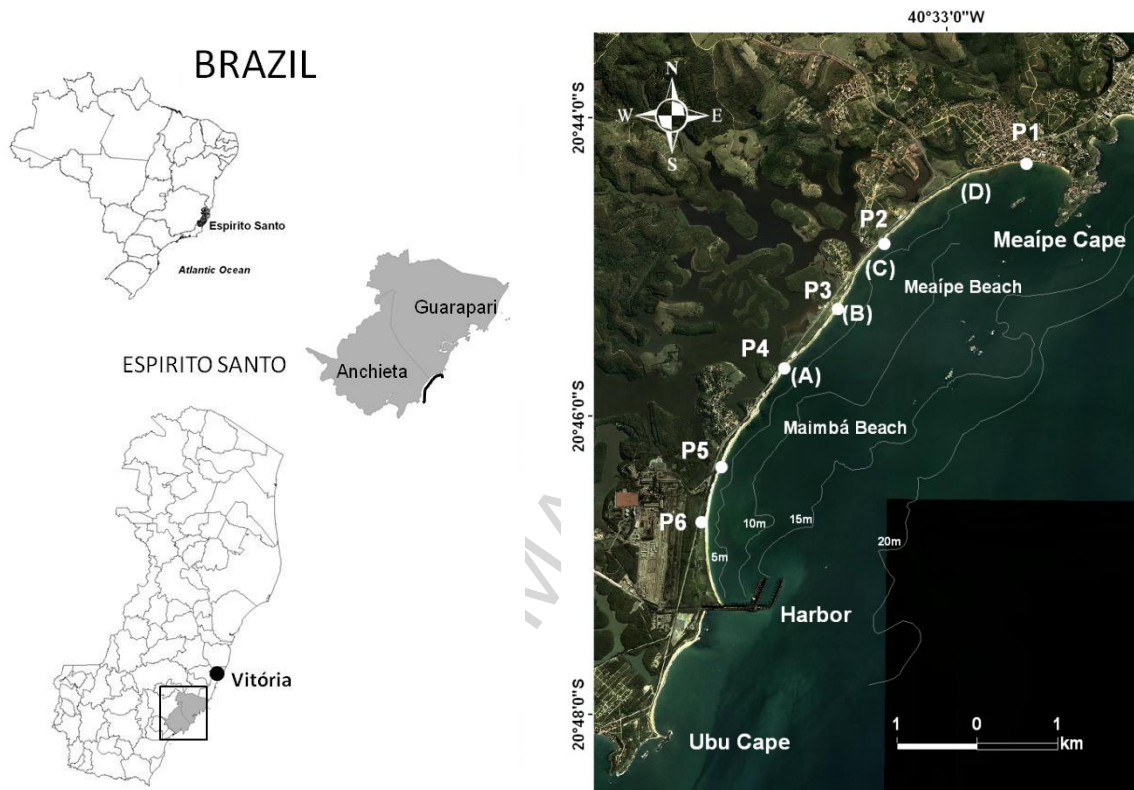 BRAZIL
Espirito Santo
Atlantic Ocean
Guarapari
Anchieta
ESPIRITO SANTO
Vitória
40°33'0"W
20°44'0"S
20°46'0"S
20°48'0"S
N
W E
S
P1
(D)
P2
Meaípe Cape
(C)
Meaípe Beach
P3
(B)
P4
(A)
Maimbá Beach
P5
P6
5m
10m
15m
20m
Harbor
Ubu Cape
1 0 1
km
MA